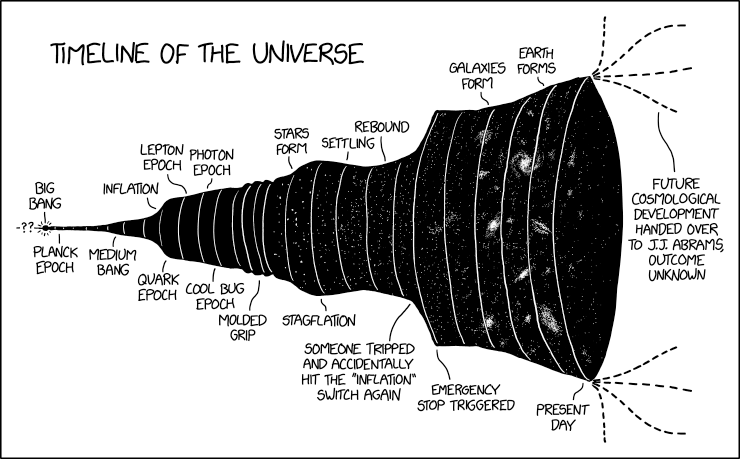 TIMELINE OF THE UNIVERSE
-??-
BIG
BANG
PLANCK
EPOCH
MEDIUM
BANG
INFLATION
QUARK
EPOCH
LEPTON
EPOCH
PHOTON
EPOCH
COOL BUG
EPOCH
MOLDED
GRIP
STARS
FORM
STAGFLATION
SETTLING
REBOUND
SOMEONE TRIPPED
AND ACCIDENTALLY
HIT THE "INFLATION"
SWITCH AGAIN
EMERGENCY
STOP TRIGGERED
GALAXIES
FORM
EARTH
FORMS
PRESENT
DAY
FUTURE
COSMOLOGICAL
DEVELOPMENT
HANDED OVER
TO J.J. ABRAMS,
OUTCOME
UNKNOWN